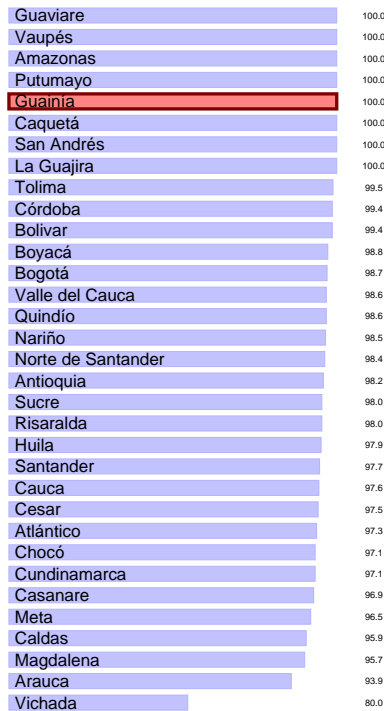 Guaviare 100.0
Vaupés 100.0
Amazonas 100.0
Putumayo 100.0
Guainía 100.0
Caquetá 100.0
San Andrés 100.0
La Guajira 100.0
Tolima 99.5
Córdoba 99.4
Bolivar 99.4
Boyacá 98.8
Bogotá 98.7
Valle del Cauca 98.6
Quindío 98.6
Nariño 98.5
Norte de Santander 98.4
Antioquia 98.2
Sucre 98.0
Risaralda 98.0
Huila 97.9
Santander 97.7
Cauca 97.6
Cesar 97.5
Atlántico 97.3
Chocó 97.1
Cundinamarca 97.1
Casanare 96.9
Meta 96.5
Caldas 95.9
Magdalena 95.7
Arauca 93.9
Vichada 80.0